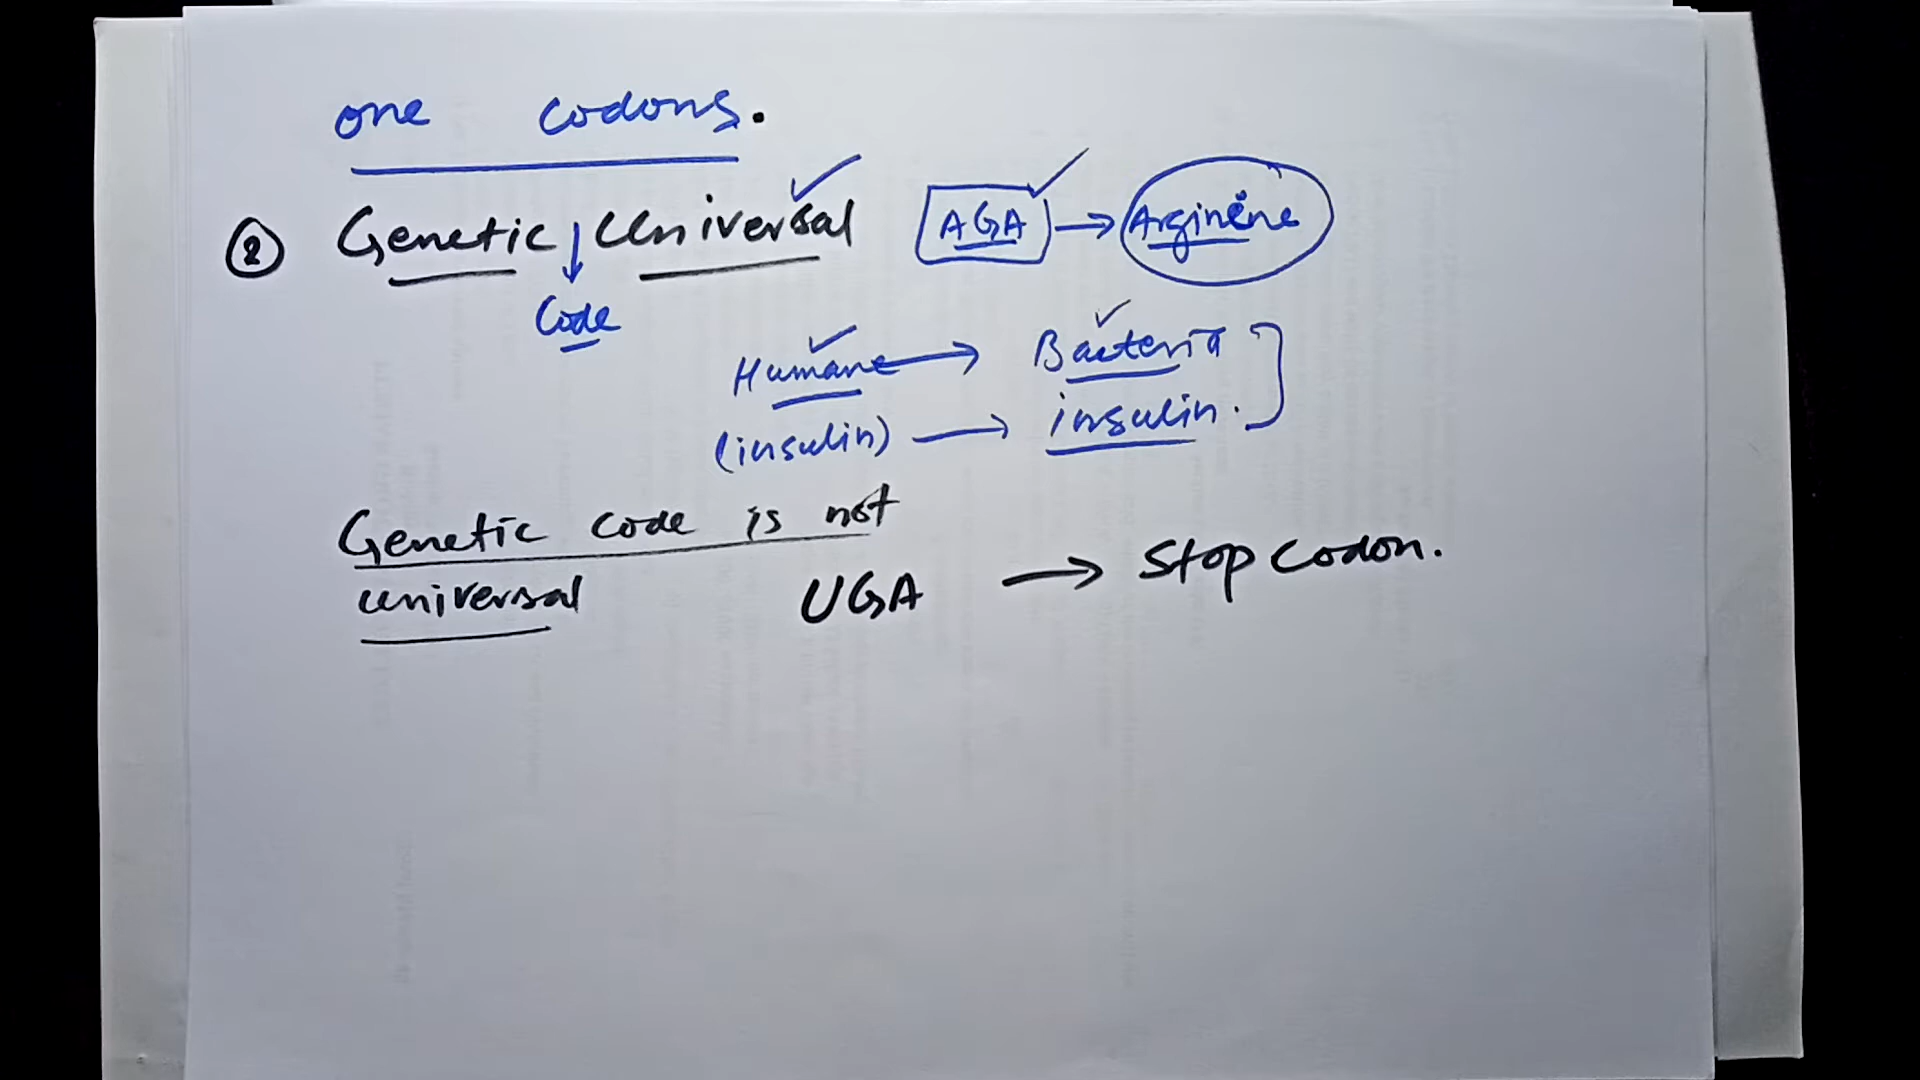 one codons.
② Genetic Universal AGA → Arginine
Code
Humane → Bacteria
(insulin) → insulin.
Genetic code is not
universal UGA → Stop Codon.